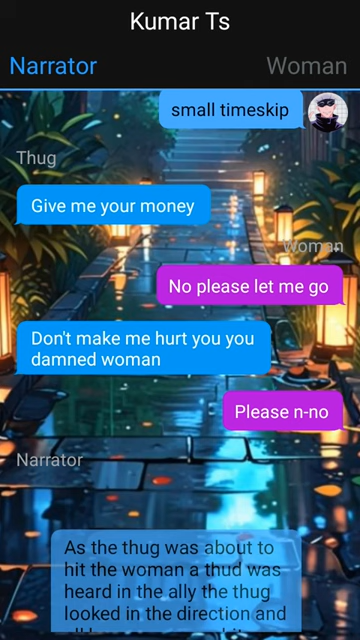 Kumar Ts
Narrator Woman
small timeskip
Thug
Give me your money
Woman
No please let me go
Don't make me hurt you you
damned woman
Please n-no
Narrator
As the thug was about to
hit the woman a thud was
heard in the ally the thug
looked in the direction and